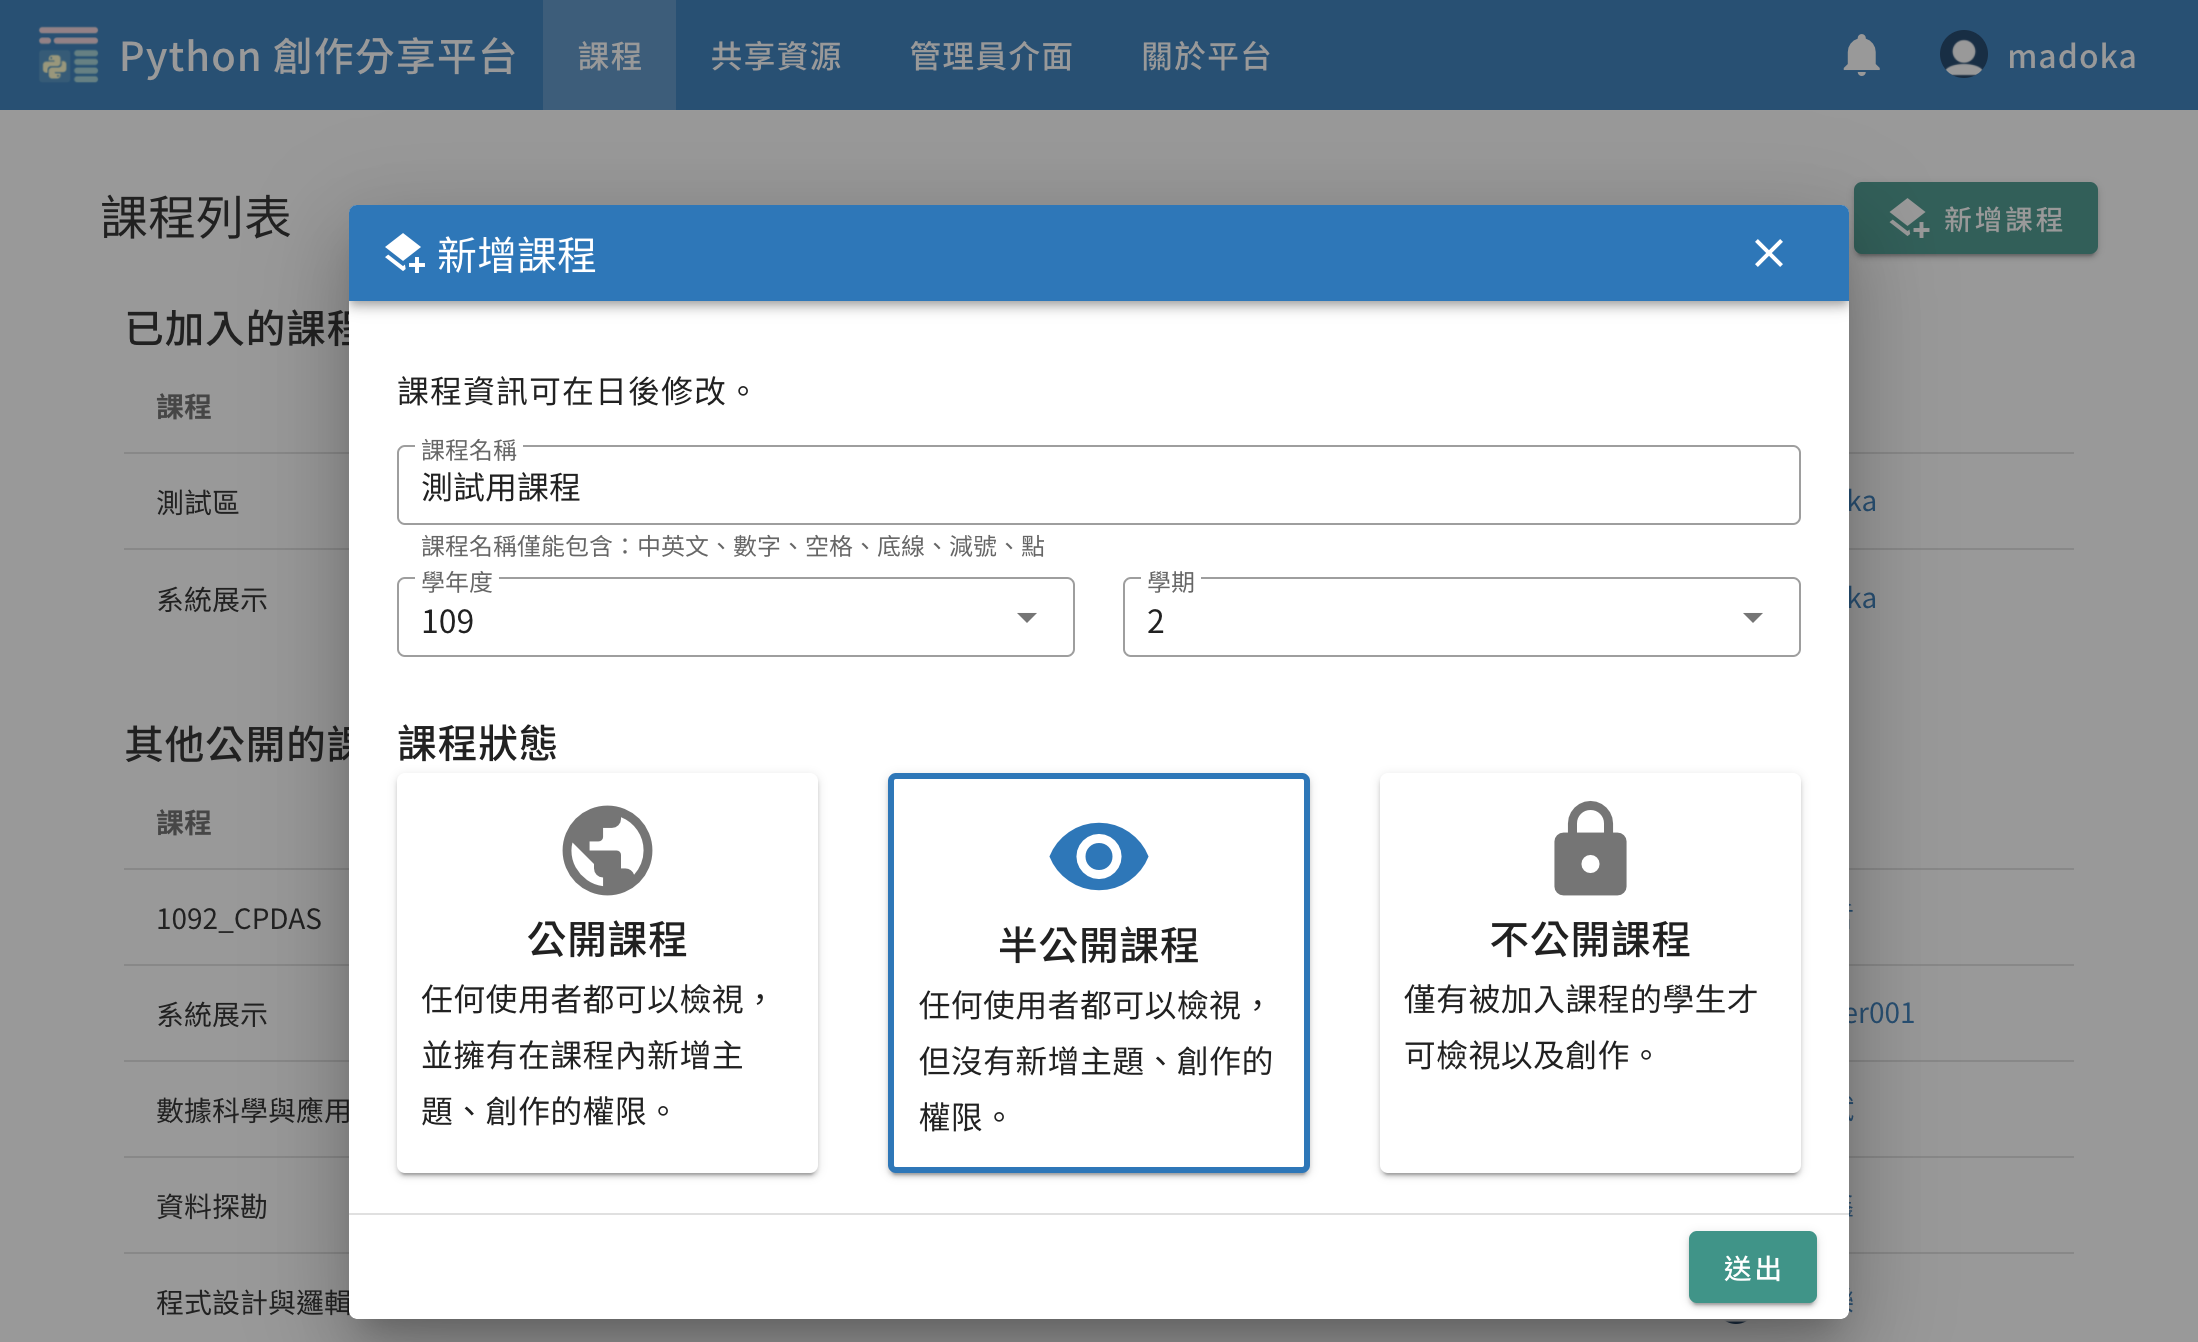 Python 創作分享平台
課程
共享資源
管理員介面
關於平台
madoka
課程列表
新增課程
新增課程
已加入的課程
課程資訊可在日後修改。
課程
課程名稱
測試用課程
測試區
ka
課程名稱僅能包含：中英文、數字、空格、底線、減號、點
學年度
學期
109
2
系統展示
ka
課程狀態
其他公開的課
課程
公開課程
半公開課程
不公開課程
1092_CPDAS
任何使用者都可以檢視，
並擁有在課程內新增主
題、創作的權限。
任何使用者都可以檢視，
但沒有新增主題、創作的
權限。
僅有被加入課程的學生才
可檢視以及創作。
系統展示
er001
數據科學與應用
資料探勘
程式設計與邏輯
送出